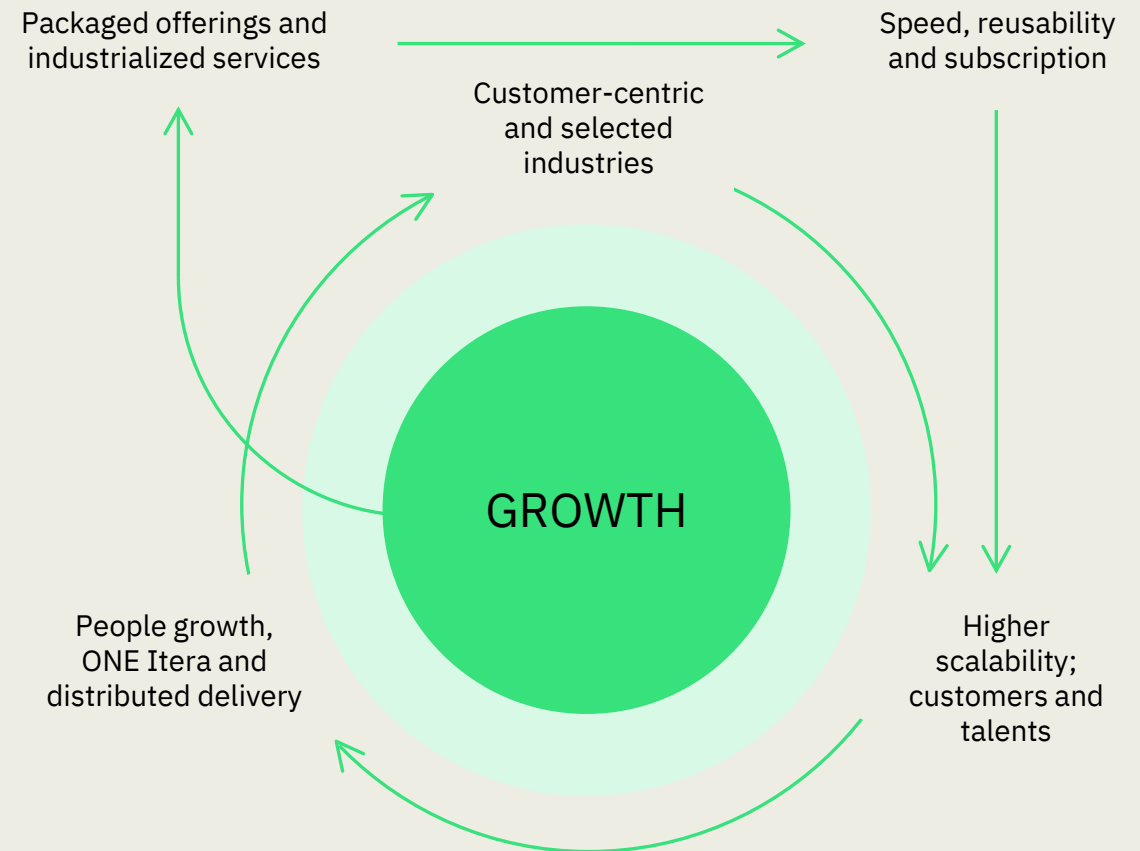 Packaged offerings and
industrialized services
Speed, reusability
and subscription
Customer-centric
and selected
industries
GROWTH
People growth,
ONE Itera and
distributed delivery
Higher
scalability;
customers and
talents